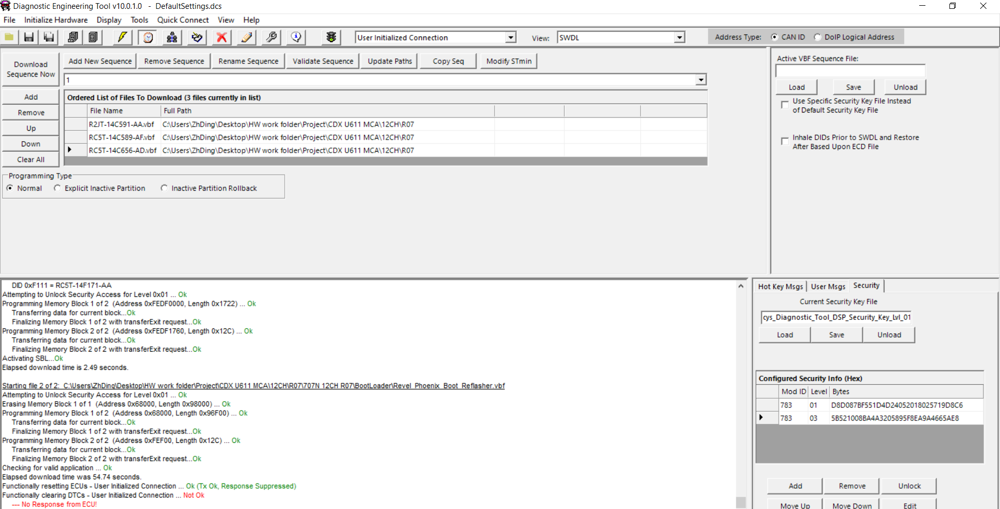 Diagnostic Engineering Tool v10.0.1.0 - DefaultSettings.dcs
File Initialize Hardware Display Tools Quick Connect View Help
User Initialized Connection View: SWDL Address Type: CAN ID DoIP Logical Address
Download Sequence Now
Add New Sequence Remove Sequence Rename Sequence Validate Sequence Update Paths Copy Seq Modify STmin
1
Add
Remove
Up
Down
Clear All
Ordered List of Files To Download (3 files currently in list)
File Name Full Path
R2JT-14C591-AA.vbf C:\Users\ZhDing\Desktop\HW work folder\Project\CDX U611 MCA\12CH\R07
RC5T-14C589-AF.vbf C:\Users\ZhDing\Desktop\HW work folder\Project\CDX U611 MCA\12CH\R07
RC5T-14C656-AD.vbf C:\Users\ZhDing\Desktop\HW work folder\Project\CDX U611 MCA\12CH\R07
Programming Type
Normal Explicit Inactive Partition Inactive Partition Rollback
Active VBF Sequence File:
Load Save Unload
Use Specific Security Key File Instead
of Default Security Key File
Inhale DIDs Prior to SWDL and Restore
After Based Upon ECD File
DID 0xF111 = RC5T-14F171-AA
Attempting to Unlock Security Access for Level 0x01 ... Ok
Programming Memory Block 1 of 2 (Address 0xFEDF0000, Length 0x1722) ... Ok
Transferring data for current block...Ok
Finalizing Memory Block 1 of 2 with transferExit request...Ok
Programming Memory Block 2 of 2 (Address 0xFEDF1760, Length 0x12C) ... Ok
Transferring data for current block...Ok
Finalizing Memory Block 2 of 2 with transferExit request...Ok
Activating SBL...Ok
Elapsed download time is 2.49 seconds.
Starting file 2 of 2: C:\Users\ZhDing\Desktop\HW work folder\Project\CDX U611 MCA\12CH\R07\707N 12CH R07\BootLoader\Revel_Phoenix_Boot_Reflasher.vbf
Attempting to Unlock Security Access for Level 0x01 ... Ok
Erasing Memory Block 1 of 1 (Address 0x68000, Length 0x98000) ... Ok
Programming Memory Block 1 of 2 (Address 0x68000, Length 0x96F00) ... Ok
Transferring data for current block...Ok
Finalizing Memory Block 1 of 2 with transferExit request...Ok
Programming Memory Block 2 of 2 (Address 0xFEF00, Length 0x12C) ... Ok
Transferring data for current block...Ok
Finalizing Memory Block 2 of 2 with transferExit request...Ok
Checking for valid application ... Ok
Elapsed download time was 54.74 seconds.
Functionally resetting ECUs - User Initialized Connection ... Ok (Tx Ok, Response Suppressed)
Functionally clearing DTCs - User Initialized Connection ... Not Ok
--- No Response from ECU!
Hot Key Msgs User Msgs Security
Current Security Key File
cys_Diagnostic_Tool_DSP_Security_Key_Lvl_01
Load Save Unload
Configured Security Info (Hex)
Mod ID Level Bytes
783 01 D8D087BF551D4D24052018025719D8C6
783 03 5B521008BA4A3205895F8EA9A4665AE8
Add Remove Unlock
Move Up Move Down Edit